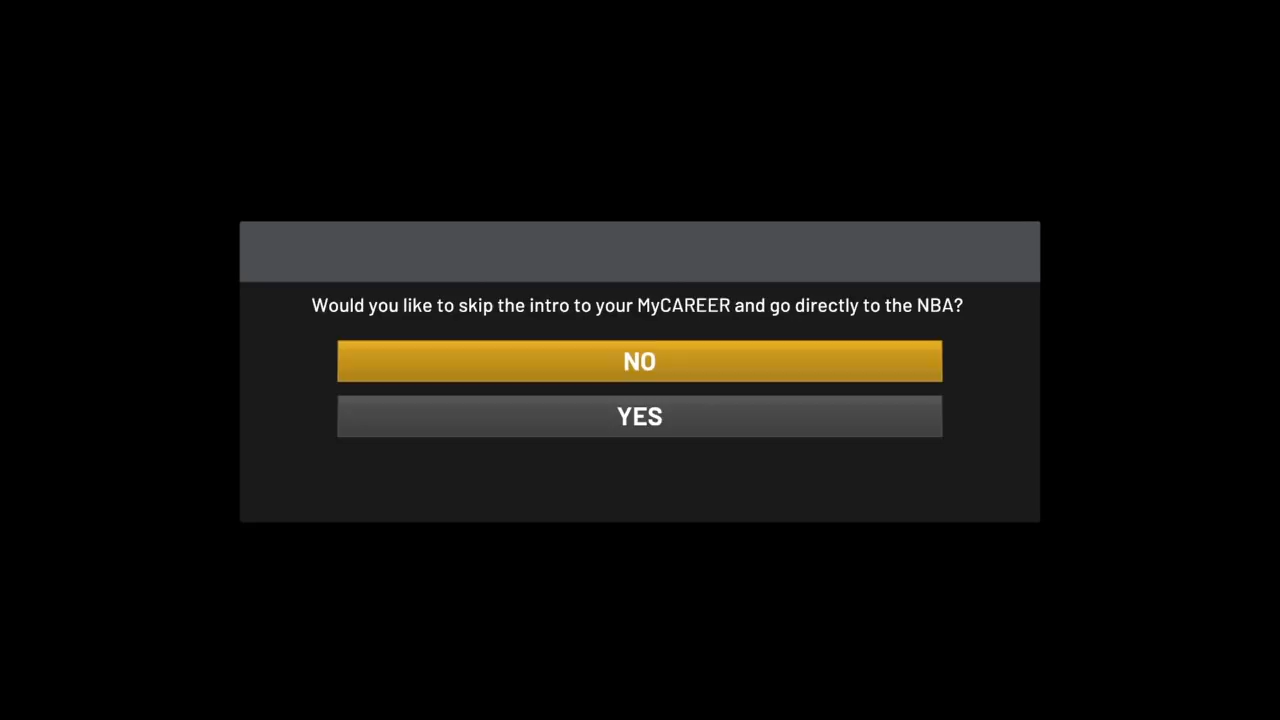 Would you like to skip the intro to your MyCAREER and go directly to the NBA?
NO
YES